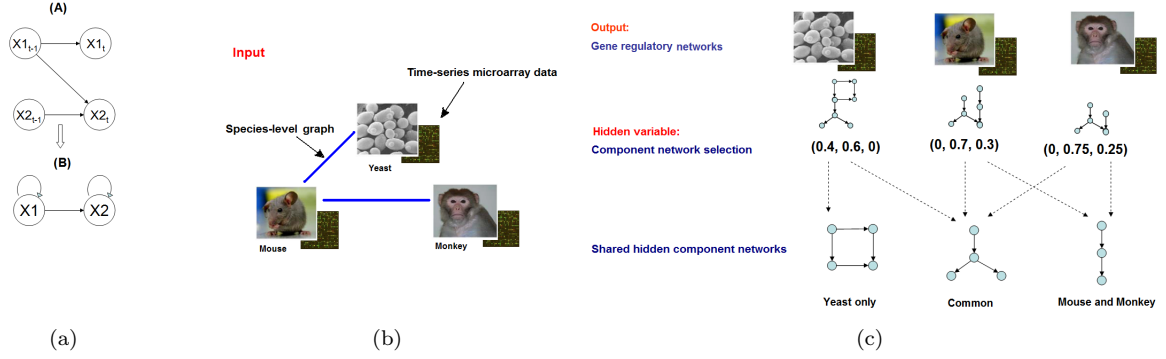 (A)
X1t-1
X1t
X2t-1
X2t
(B)
X1
X2
(a)
Input
Time-series microarray data
Species-level graph
Yeast
Mouse
Monkey
(b)
Output:
Gene regulatory networks
Hidden variable:
Component network selection
(0.4, 0.6, 0)
(0, 0.7, 0.3)
(0, 0.75, 0.25)
Shared hidden component networks
Yeast only
Common
Mouse and Monkey
(c)